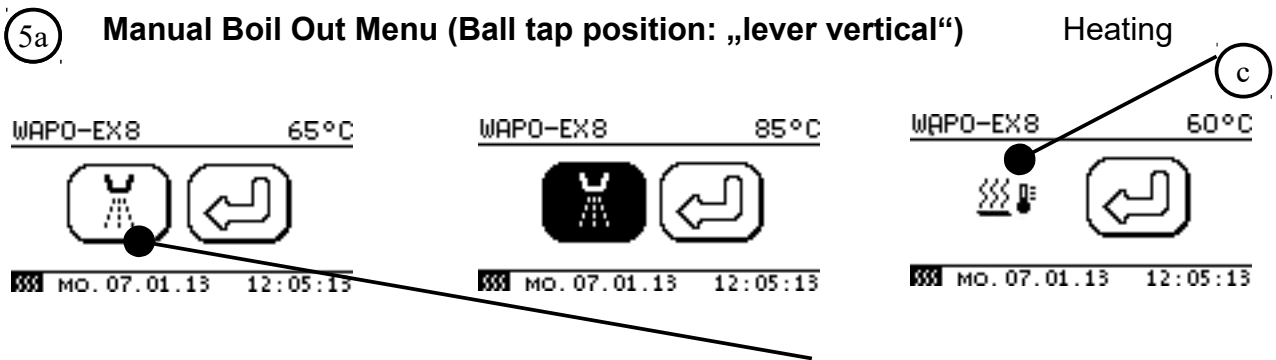 5a Manual Boil Out Menu (Ball tap position: „lever vertical“) Heating
c
WAPO-EX8 65°C
MO. 07.01.13 12:05:13
WAPO-EX8 85°C
MO. 07.01.13 12:05:13
WAPO-EX8 60°C
MO. 07.01.13 12:05:13